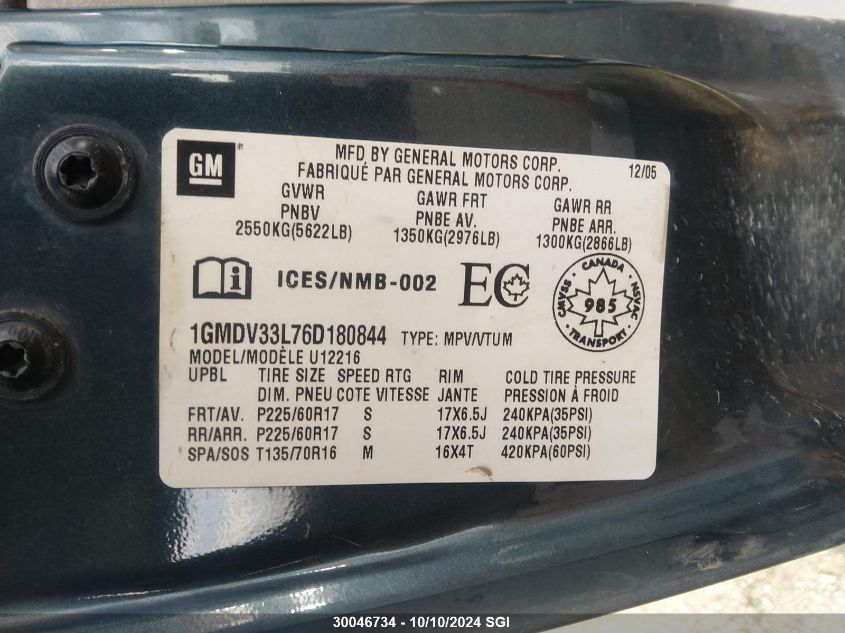 GM
MFD BY GENERAL MOTORS CORP. 12/05
FABRIQUÉ PAR GENERAL MOTORS CORP.
GVWR GAWR FRT GAWR RR
PNBV PNBE AV. PNBE ARR.
2550KG(5622LB) 1350KG(2976LB) 1300KG(2866LB)
i ICES/NMB-002 EC
CANADA
CMVSS 985 NSVAC
TRANSPORT
1GMDV33L76D180844 TYPE: MPV/VTUM
MODEL/MODÈLE U12216
UPBL TIRE SIZE SPEED RTG RIM COLD TIRE PRESSURE
DIM. PNEU COTE VITESSE JANTE PRESSION À FROID
FRT/AV. P225/60R17 S 17X6.5J 240KPA(35PSI)
RR/ARR. P225/60R17 S 17X6.5J 240KPA(35PSI)
SPA/SOS T135/70R16 M 16X4T 420KPA(60PSI)
30046734 - 10/10/2024 SGI